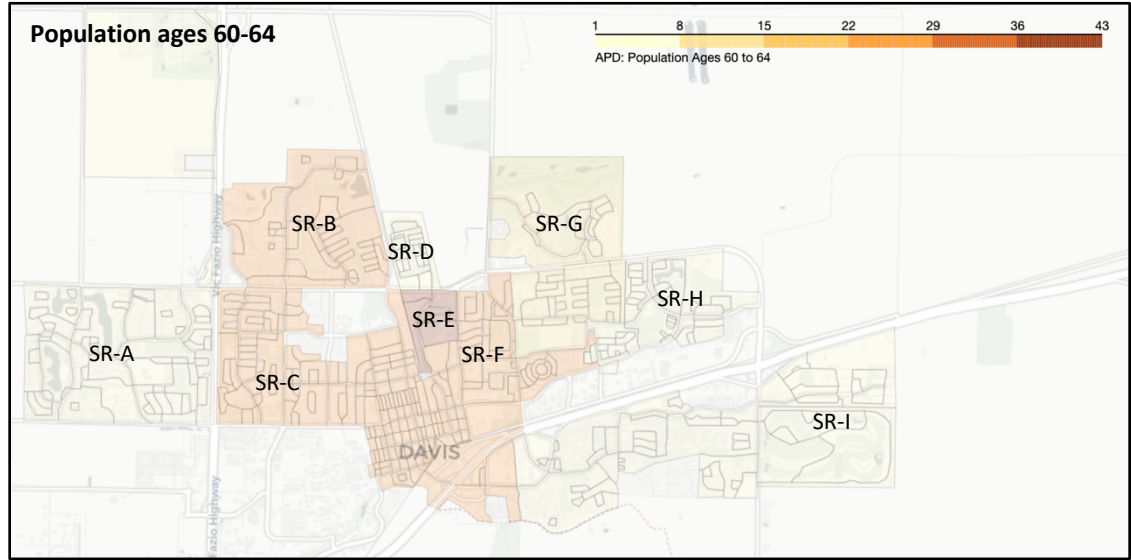 Population ages 60-64
1 8 15 22 29 36 43
APD: Population Ages 60 to 64
SR-A
SR-B
SR-C
SR-D
SR-E
SR-F
SR-G
SR-H
SR-I
DAVIS
Vic Fazio Highway
Fazio Highway